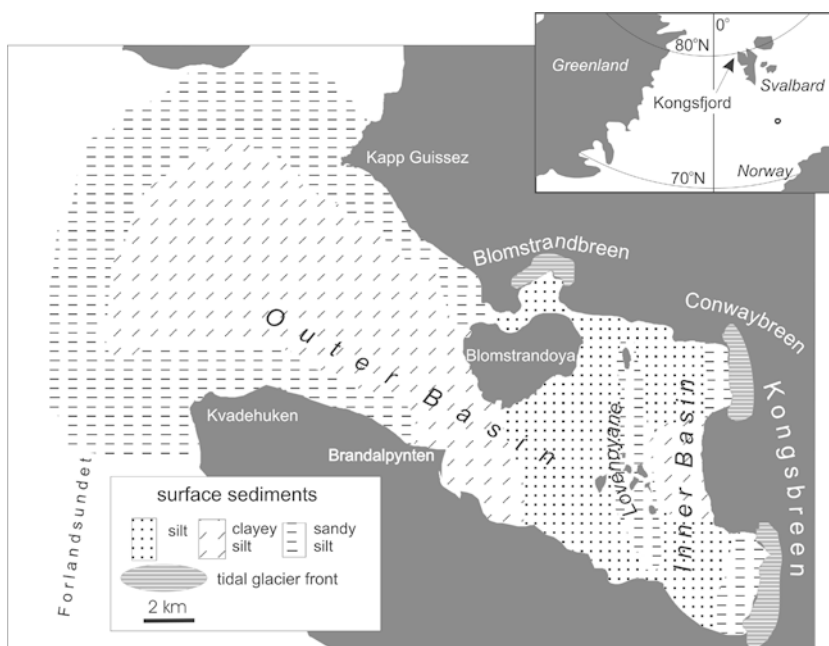 0°
80°N
Greenland
Svalbard
Kongsfjord
Norway
70°N
Kapp Guissez
Blomstrandbreen
Conwaybreen
Outer Basin
Blomstrandoya
Kongsbreen
Kvadehuken
Lovenoyane
Inner Basin
Brandalpynten
Forlandsundet
surface sediments
silt
clayey
silt
sandy
silt
tidal glacier front
2 km